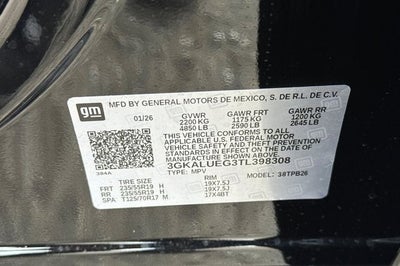 gm
MFD BY GENERAL MOTORS DE MEXICO, S. DE R.L. DE C.V.
01/26 GVWR GAWR FRT GAWR RR
2200 KG 1175 KG 1200 KG
4850 LB 2590 LB 2645 LB
THIS VEHICLE CONFORMS TO ALL
APPLICABLE U.S. FEDERAL MOTOR
VEHICLE SAFETY, BUMPER, AND
THEFT PREVENTION STANDARDS
IN EFFECT ON THE DATE OF
MANUFACTURE SHOWN ABOVE.
3GKALUEG3TL398308
394A TYPE: MPV MODEL: 38TPB26
TIRE SIZE RIM
FRT 235/55R19 H 19X7.5J
RR 235/55R19 H 19X7.5J
SPA T125/70R17 M 17X4BT